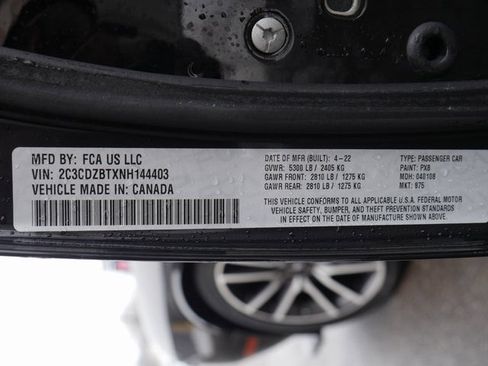 MFD BY: FCA US LLC
VIN: 2C3CDZBTXNH144403
VEHICLE MADE IN: CANADA
DATE OF MFR (BUILT): 4-22
GVWR: 5300 LB / 2405 KG
GAWR FRONT: 2810 LB / 1275 KG
GAWR REAR: 2810 LB / 1275 KG
TYPE: PASSENGER CAR
PAINT: PX8
MDH: 040108
MKT: 875
THIS VEHICLE CONFORMS TO ALL APPLICABLE U.S.A. FEDERAL MOTOR
VEHICLE SAFETY, BUMPER, AND THEFT PREVENTION STANDARDS
IN EFFECT ON THE DATE OF MANUFACTURE SHOWN ABOVE.